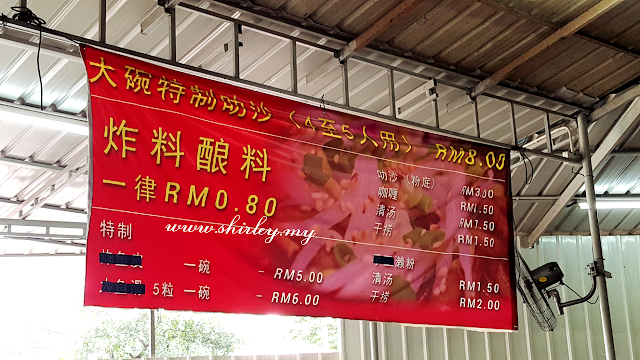 大碗特制叻沙（4至5人用） RM8.00
炸料酿料
一律RM0.80
特制
一碗 - RM5.00
5粒 一碗 - RM6.00
叻沙（粉底） RM3.00
咖喱 RM1.50
清汤 RM1.50
干捞 RM1.50
濑粉
清汤 RM1.50
干捞 RM2.00
www.shirley.my